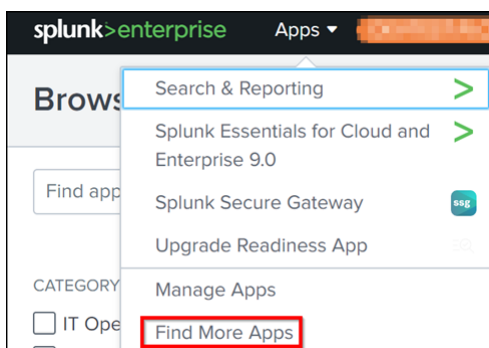 splunk>enterprise Apps ▾
Brows
Search & Reporting
Splunk Essentials for Cloud and
Enterprise 9.0
Find app
Splunk Secure Gateway
ssg
Upgrade Readiness App
CATEGORY
Manage Apps
IT Ope
Find More Apps